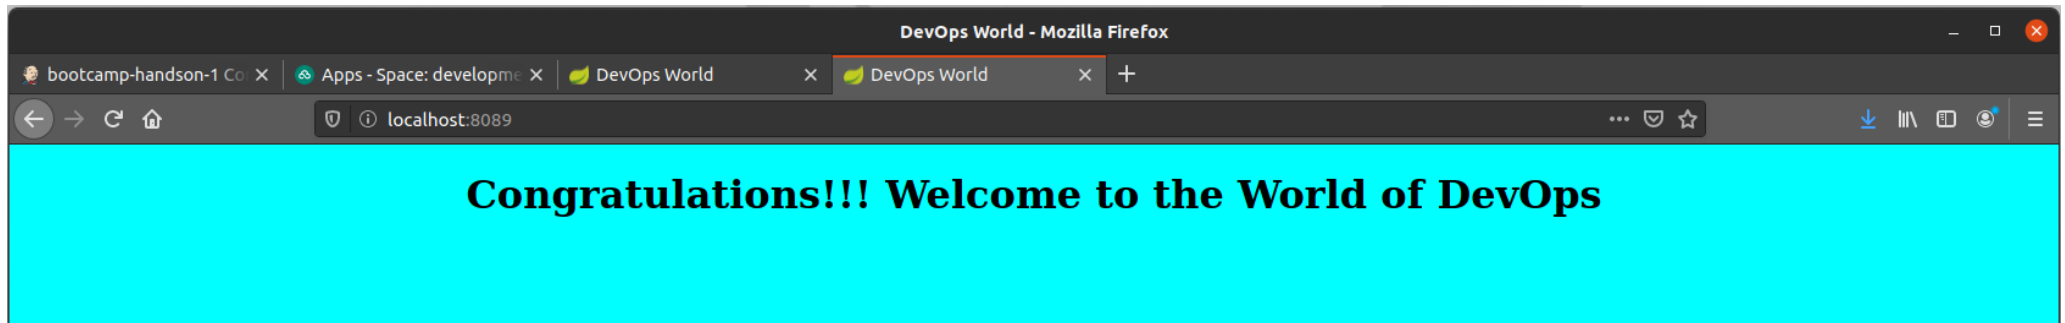 DevOps World - Mozilla Firefox
bootcamp-handson-1 Co
Apps - Space: developme
DevOps World
DevOps World
localhost:8089
Congratulations!!! Welcome to the World of DevOps